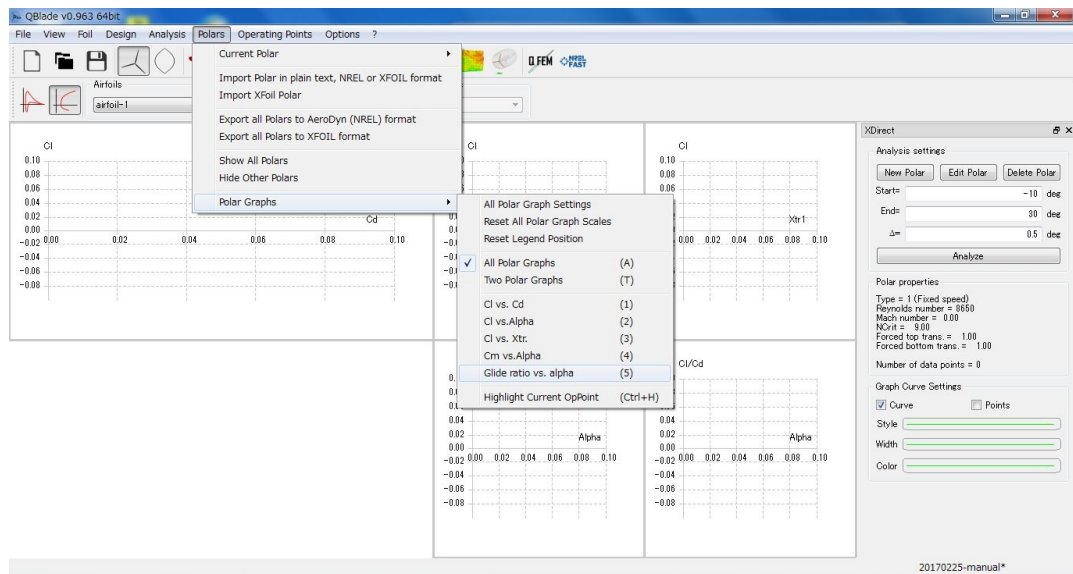 QBlade v0.963 64bit
File View Foil Design Analysis Polars Operating Points Options ?
Q FEM NREL FAST
Airfoils
airfoil-1
Current Polar
Import Polar in plain text, NREL or XFOIL format
Import XFoil Polar
Export all Polars to AeroDyn (NREL) format
Export all Polars to XFOIL format
Show All Polars
Hide Other Polars
Polar Graphs
All Polar Graph Settings
Reset All Polar Graph Scales
Reset Legend Position
All Polar Graphs (A)
Two Polar Graphs (T)
Cl vs. Cd (1)
Cl vs.Alpha (2)
Cl vs. Xtr. (3)
Cm vs.Alpha (4)
Glide ratio vs. alpha (5)
Highlight Current OpPoint (Ctrl+H)
Cl
0.10
0.08
0.06
0.04
0.02
0.00
-0.02
-0.04
-0.06
-0.08
0.00 0.02 0.04 0.06 0.08 0.10
Cd
Cl
Cl
0.10
0.08
0.06
Xtr1
0.00 0.02 0.04 0.06 0.08 0.10
0.04
0.02
0.00
-0.02
-0.04
-0.06
-0.08
0.00 0.02 0.04 0.06 0.08 0.10
Alpha
Cl/Cd
0.04
0.02
0.00
-0.02
-0.04
-0.06
-0.08
0.00 0.02 0.04 0.06 0.08 0.10
Alpha
XDirect
Analysis settings
New Polar Edit Polar Delete Polar
Start= -10 deg
End= 30 deg
Δ= 0.5 deg
Analyze
Polar properties
Type = 1 (Fixed speed)
Reynolds number = 8650
Mach number = 0.00
NCrit = 9.00
Forced top trans. = 1.00
Forced bottom trans. = 1.00
Number of data points = 0
Graph Curve Settings
Curve Points
Style
Width
Color
20170225-manual*